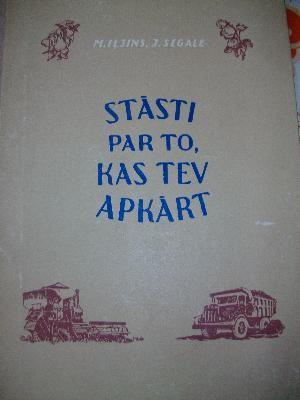 M. IĻJINS, J. SEGALE
STĀSTI
PAR TO,
KAS TEV
APKĀRT